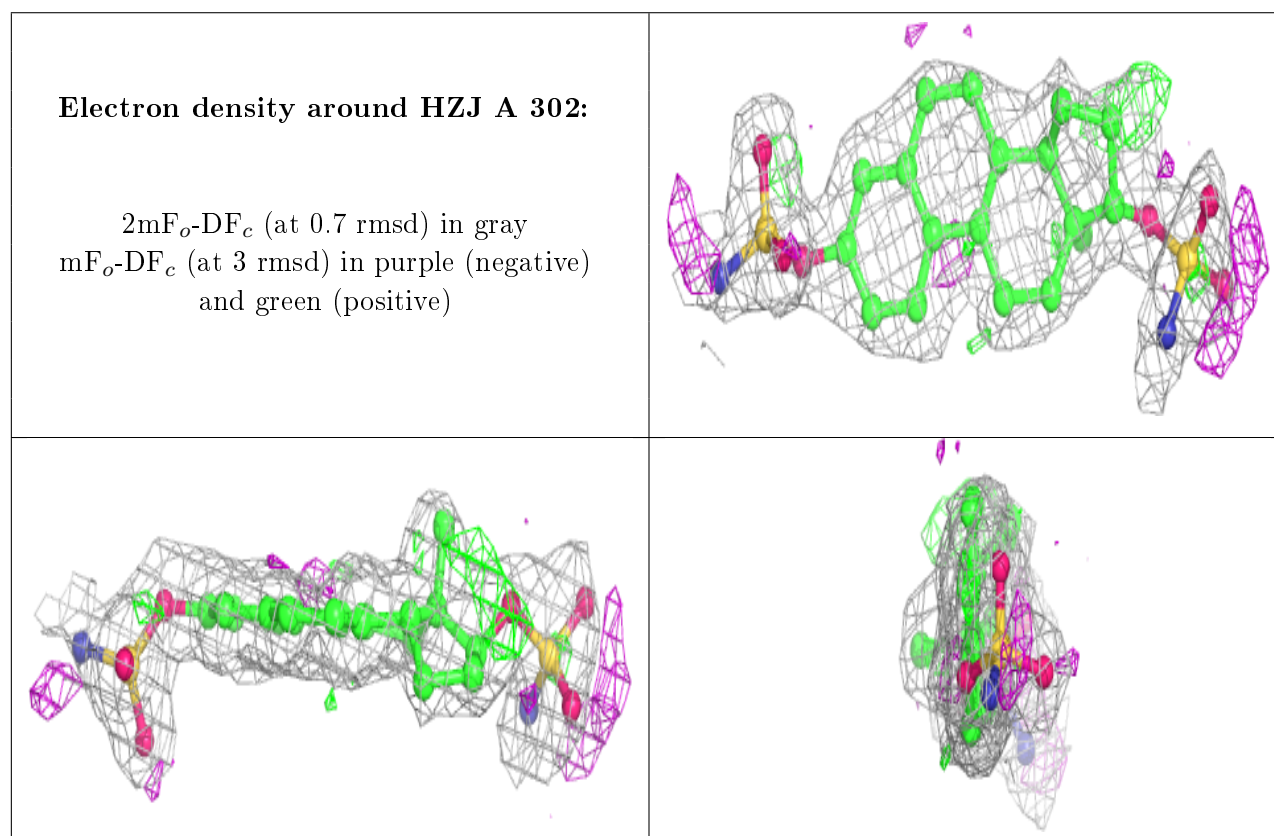 Electron density around HZJ A 302:
2mFo-DFc (at 0.7 rmsd) in gray
mFo-DFc (at 3 rmsd) in purple (negative)
and green (positive)